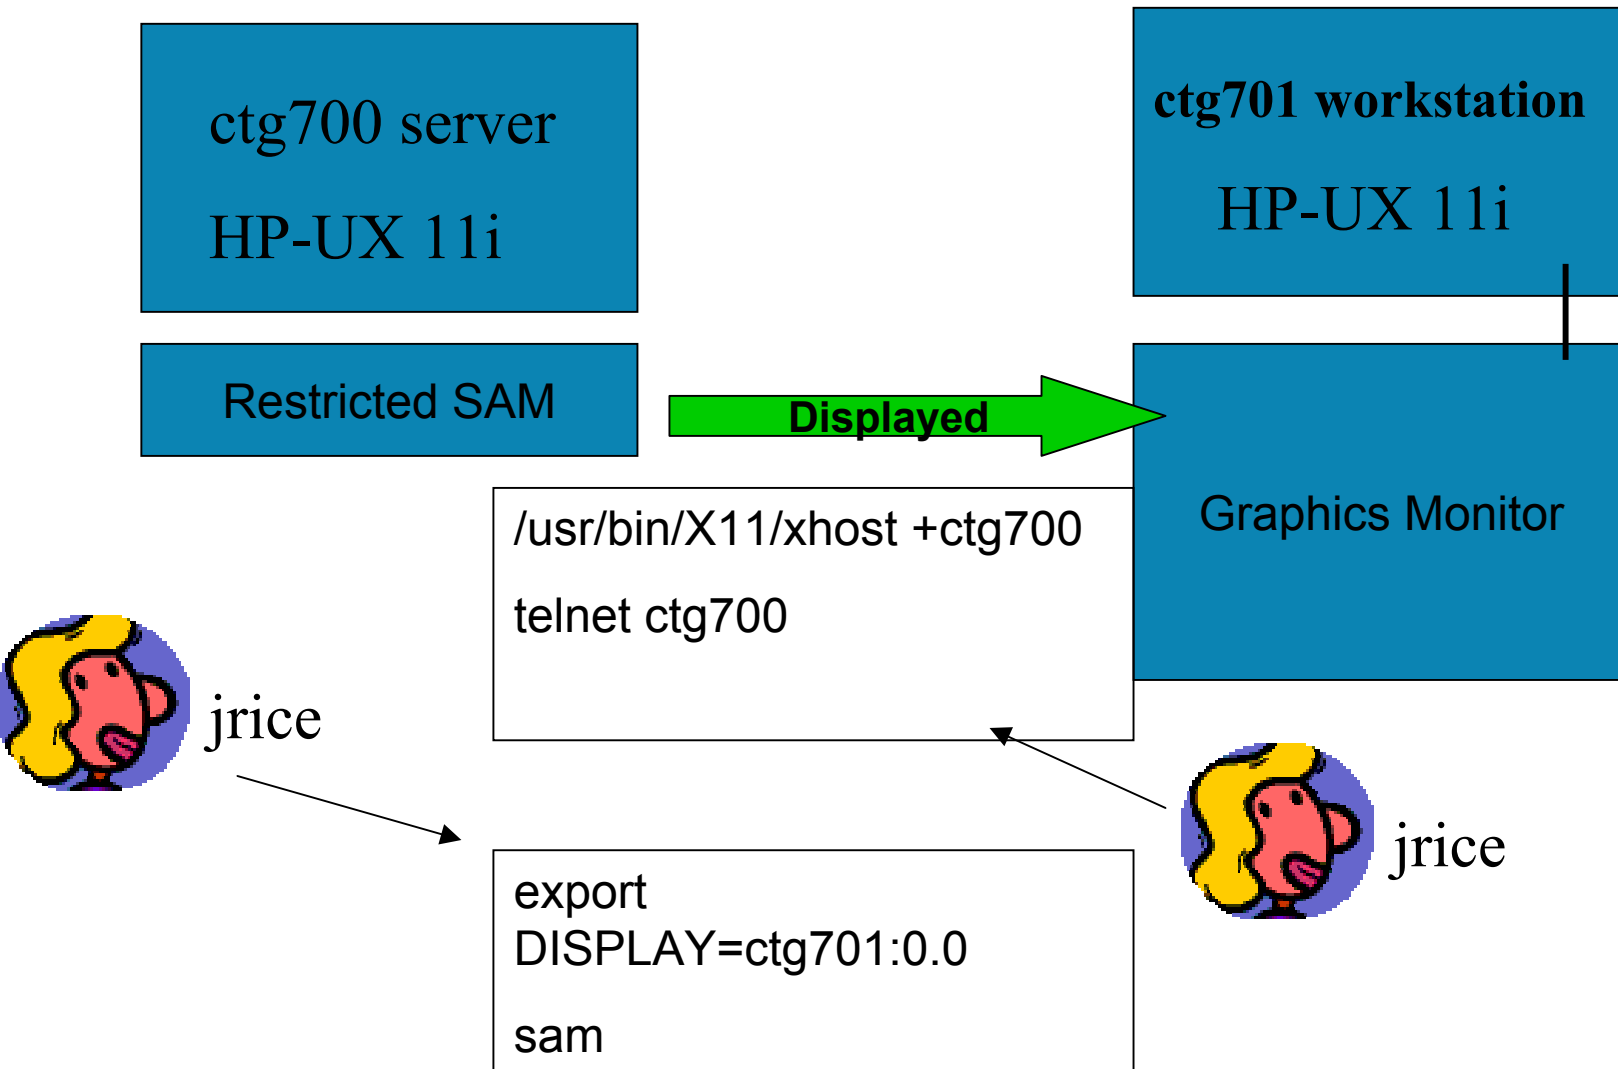 ctg700 server
HP-UX 11i
ctg701 workstation
HP-UX 11i
Restricted SAM
Displayed
Graphics Monitor
/usr/bin/X11/xhost +ctg700
telnet ctg700
jrice
jrice
export
DISPLAY=ctg701:0.0
sam